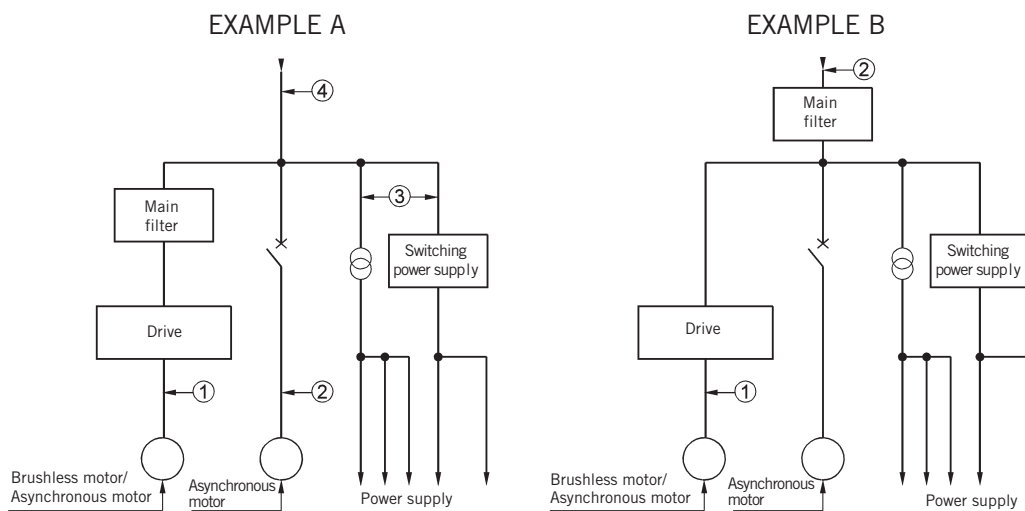 EXAMPLE A
4
Main
filter
3
Switching
power supply
Drive
1
2
Brushless motor/
Asynchronous motor
Asynchronous
motor
Power supply
EXAMPLE B
2
Main
filter
Switching
power supply
Drive
1
Brushless motor/
Asynchronous motor
Asynchronous
motor
Power supply